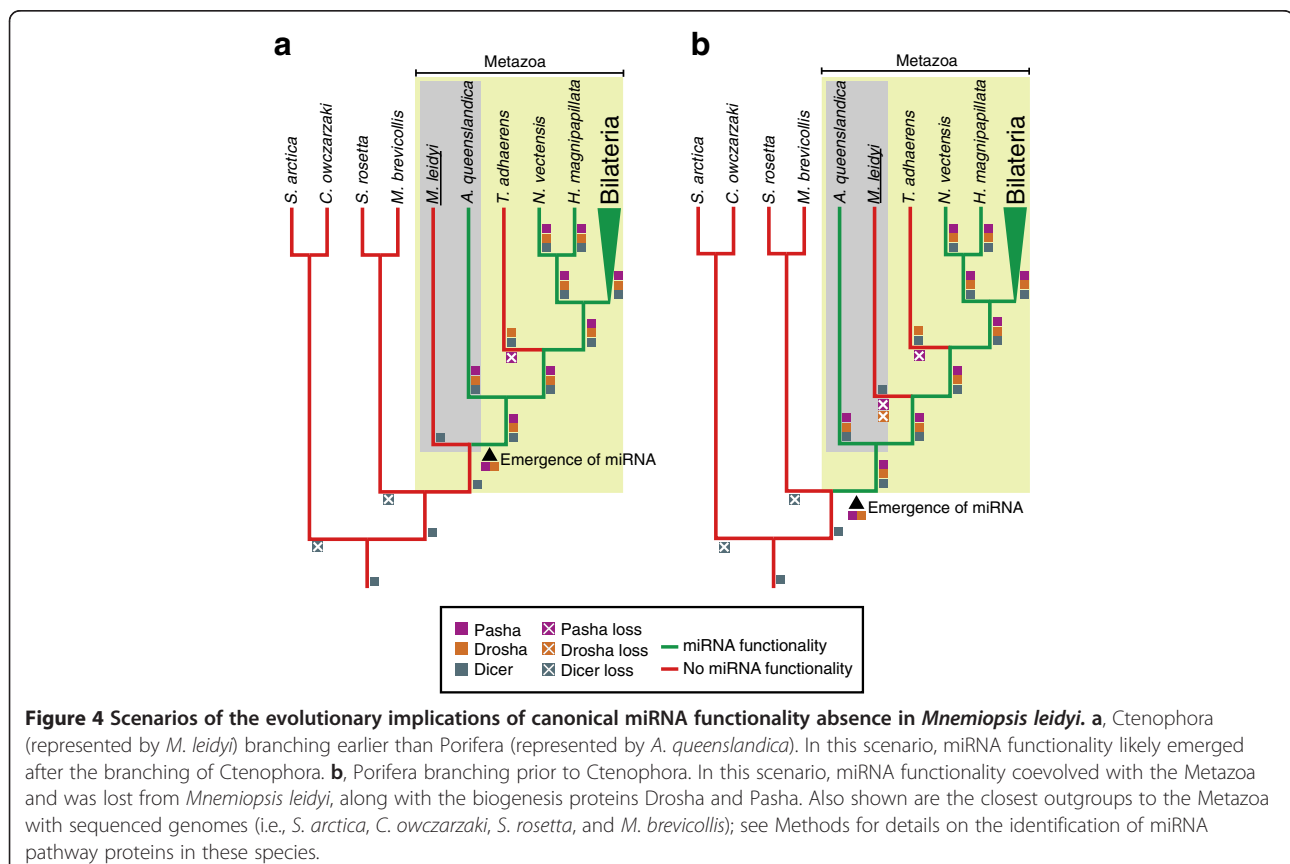 a
Metazoa
S. arctica
C. owczarzaki
S. rosetta
M. brevicollis
M. leidyi
A. queenslandica
T. adhaerens
N. vectensis
H. magnipapillata
Bilateria
Emergence of miRNA
b
Metazoa
S. arctica
C. owczarzaki
S. rosetta
M. brevicollis
A. queenslandica
M. leidyi
T. adhaerens
N. vectensis
H. magnipapillata
Bilateria
Emergence of miRNA
Pasha
Pasha loss
Drosha
Drosha loss
miRNA functionality
Dicer
Dicer loss
No miRNA functionality
Figure 4 Scenarios of the evolutionary implications of canonical miRNA functionality absence in Mnemiopsis leidyi. a, Ctenophora
(represented by M. leidyi) branching earlier than Porifera (represented by A. queenslandica). In this scenario, miRNA functionality likely emerged
after the branching of Ctenophora. b, Porifera branching prior to Ctenophora. In this scenario, miRNA functionality coevolved with the Metazoa
and was lost from Mnemiopsis leidyi, along with the biogenesis proteins Drosha and Pasha. Also shown are the closest outgroups to the Metazoa
with sequenced genomes (i.e., S. arctica, C. owczarzaki, S. rosetta, and M. brevicollis); see Methods for details on the identification of miRNA
pathway proteins in these species.